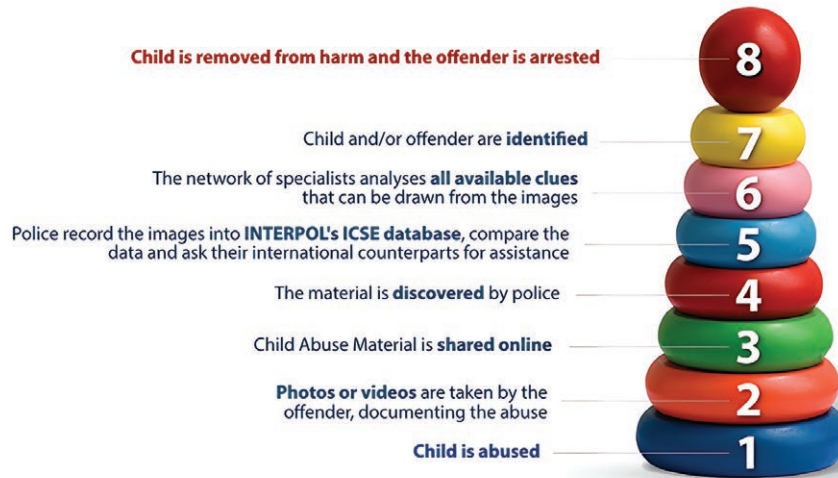 Child is removed from harm and the offender is arrested
8
Child and/or offender are identified
7
The network of specialists analyses all available clues
that can be drawn from the images
6
Police record the images into INTERPOL's ICSE database, compare the
data and ask their international counterparts for assistance
5
The material is discovered by police
4
Child Abuse Material is shared online
3
Photos or videos are taken by the
offender, documenting the abuse
2
Child is abused
1